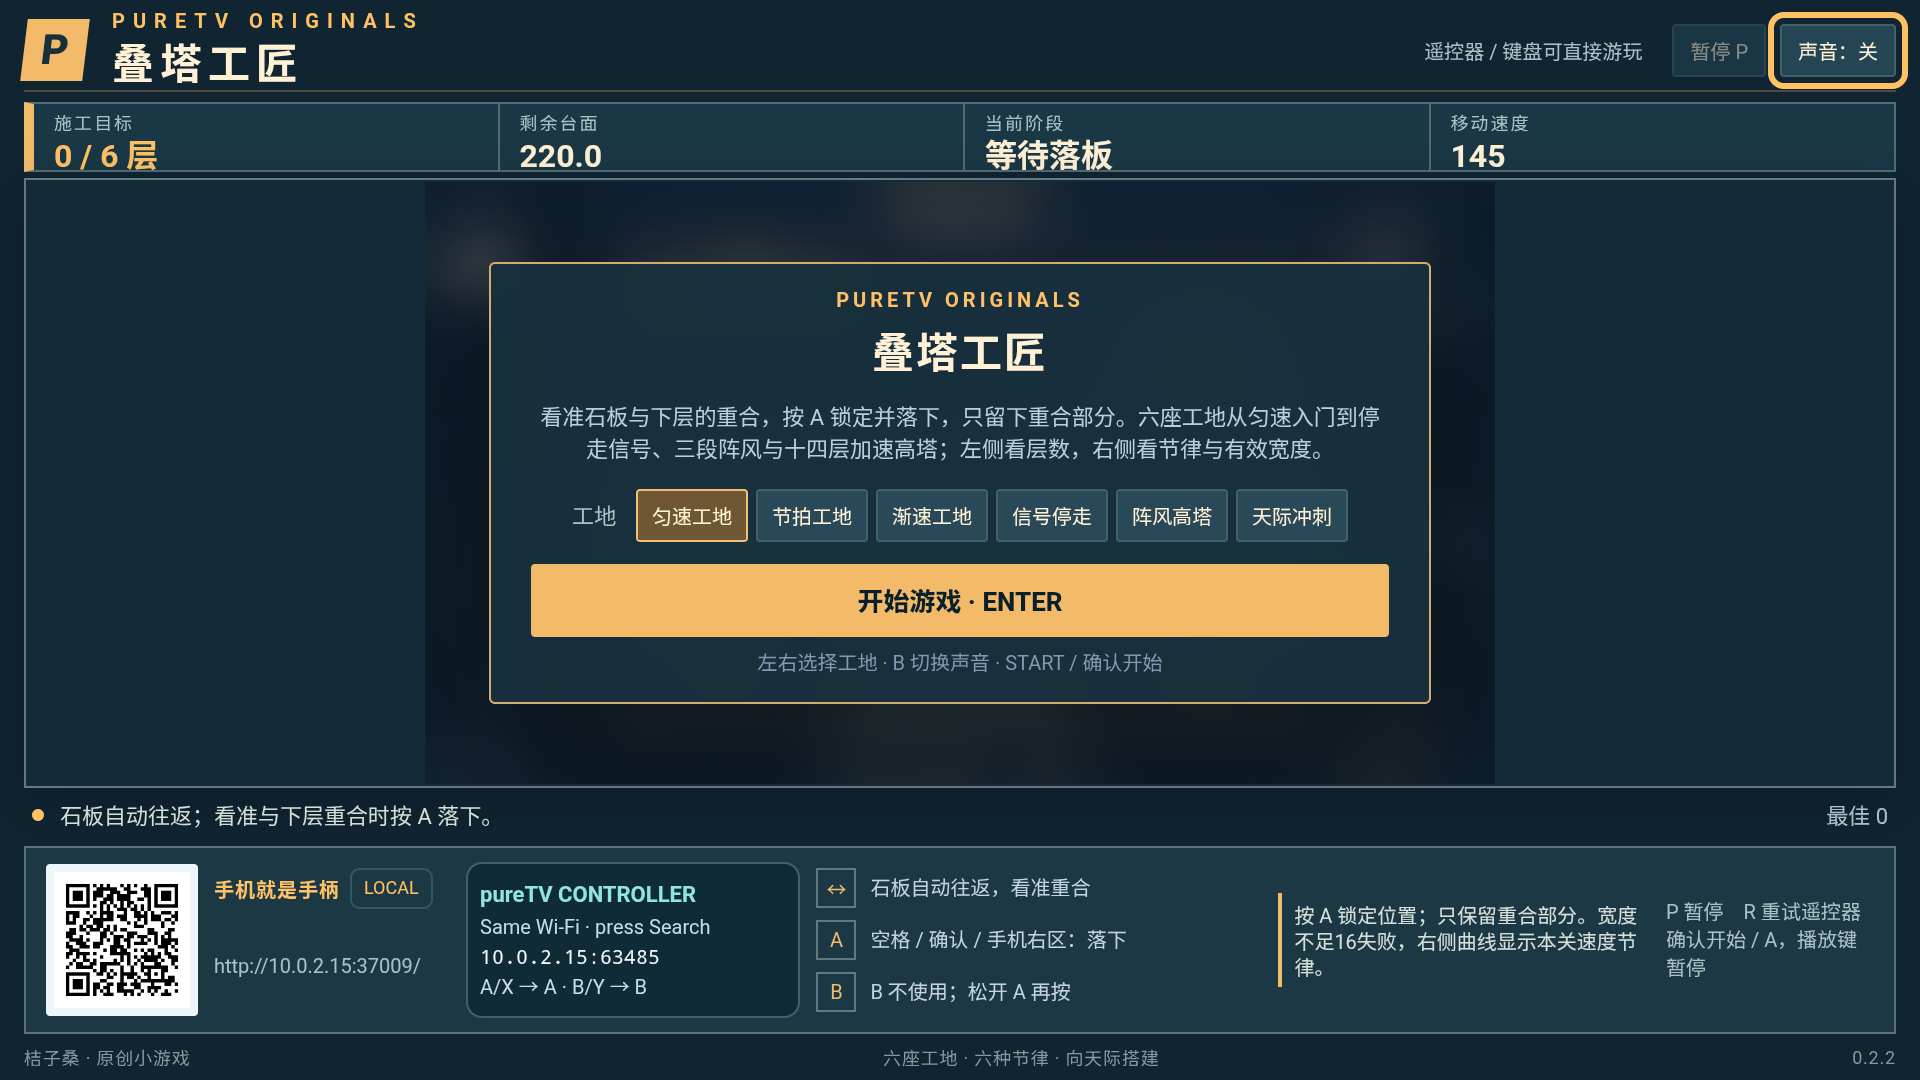 P
PURETV ORIGINALS
叠塔工匠
遥控器 / 键盘可直接游玩
暂停 P
声音：关
施工目标
0 / 6 层
剩余台面
220.0
当前阶段
等待落板
移动速度
145
PURETV ORIGINALS
叠塔工匠
看准石板与下层的重合，按 A 锁定并落下，只留下重合部分。六座工地从匀速入门到停
走信号、三段阵风与十四层加速高塔；左侧看层数，右侧看节律与有效宽度。
工地
匀速工地
节拍工地
渐速工地
信号停走
阵风高塔
天际冲刺
开始游戏 · ENTER
左右选择工地 · B 切换声音 · START / 确认开始
石板自动往返；看准与下层重合时按 A 落下。
最佳 0
手机就是手柄
LOCAL
http://10.0.2.15:37009/
pureTV CONTROLLER
Same Wi-Fi · press Search
10.0.2.15:63485
A/X → A · B/Y → B
↔ 石板自动往返，看准重合
A 空格 / 确认 / 手机右区：落下
B B 不使用；松开 A 再按
按 A 锁定位置；只保留重合部分。宽度
不足16失败，右侧曲线显示本关速度节
律。
P 暂停 R 重试遥控器
确认开始 / A，播放键
暂停
桔子桑 · 原创小游戏
六座工地 · 六种节律 · 向天际搭建
0.2.2